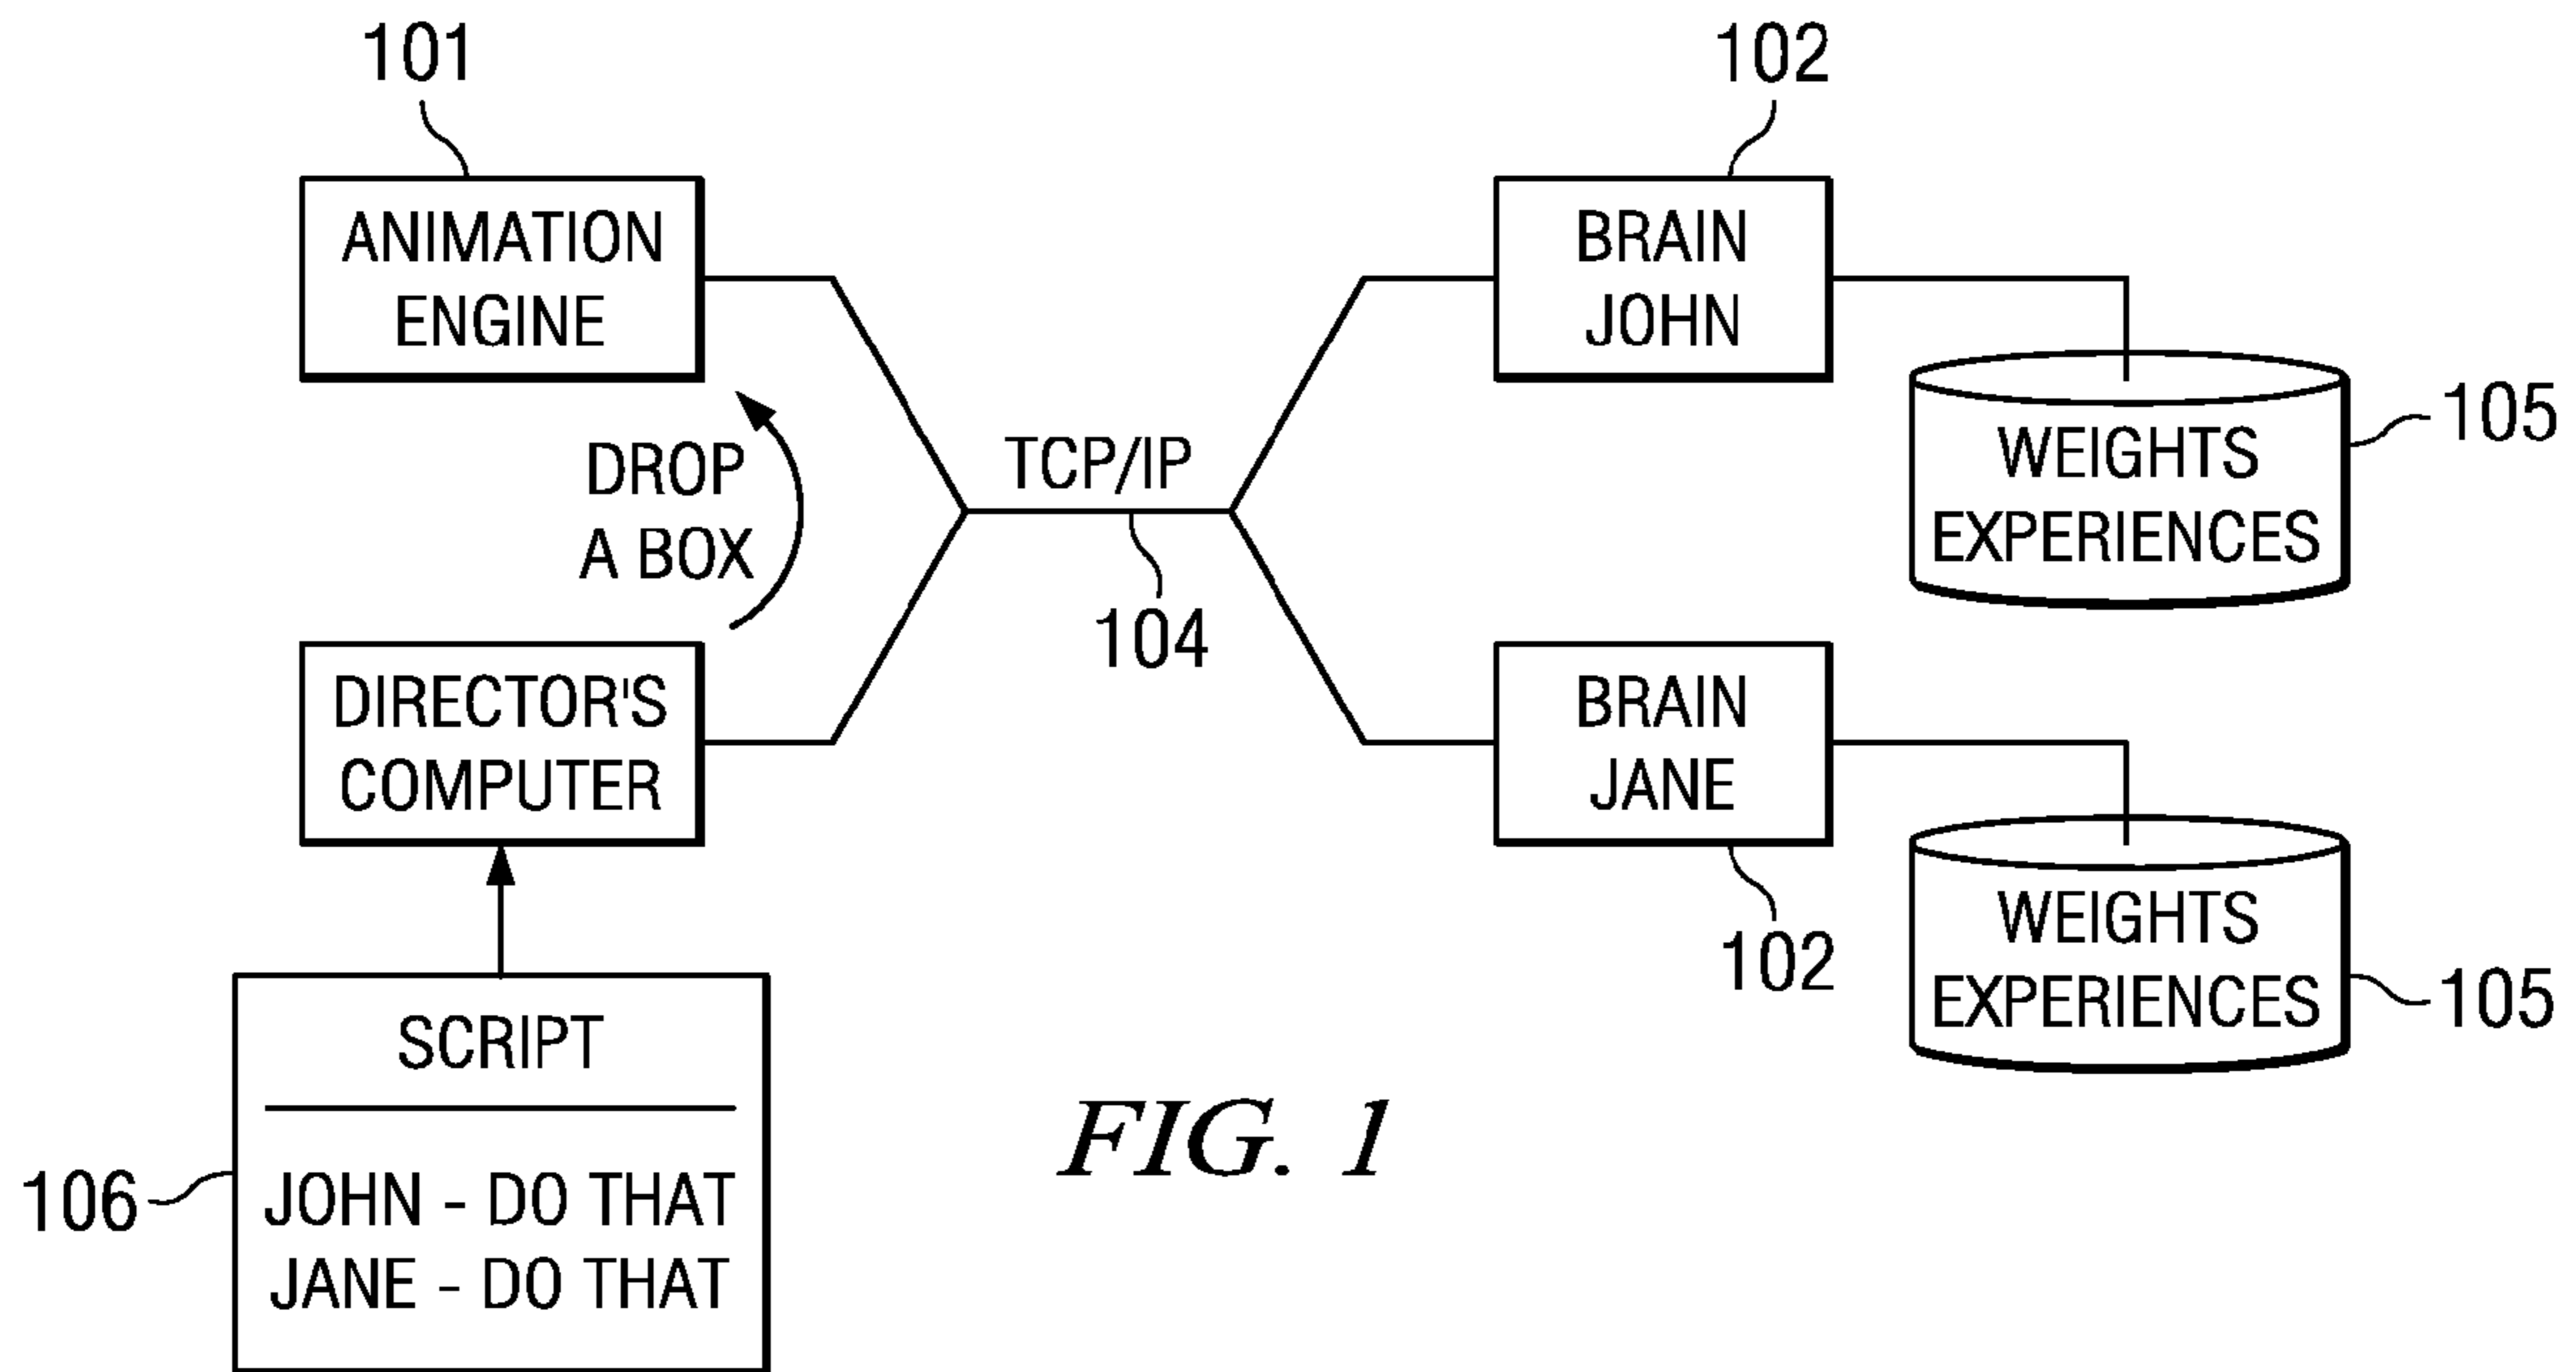 101
102
ANIMATION
ENGINE
BRAIN
JOHN
DROP
A BOX
TCP/IP
104
WEIGHTS
EXPERIENCES
105
DIRECTOR'S
COMPUTER
BRAIN
JANE
102
WEIGHTS
EXPERIENCES
105
SCRIPT
JOHN - DO THAT
JANE - DO THAT
106
FIG. 1